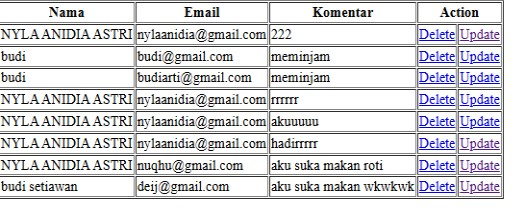 Nama Email Komentar Action
NYLA ANIDIA ASTRI nylaanidia@gmail.com 222 Delete Update
budi budi@gmail.com meminjam Delete Update
budi budiarti@gmail.com meminjam Delete Update
NYLA ANIDIA ASTRI nylaanidia@gmail.com rrrrrr Delete Update
NYLA ANIDIA ASTRI nylaanidia@gmail.com akuuuuu Delete Update
NYLA ANIDIA ASTRI nylaanidia@gmail.com hadirrrrr Delete Update
NYLA ANIDIA ASTRI nuqhu@gmail.com aku suka makan roti Delete Update
budi setiawan deij@gmail.com aku suka makan wkwkwk Delete Update